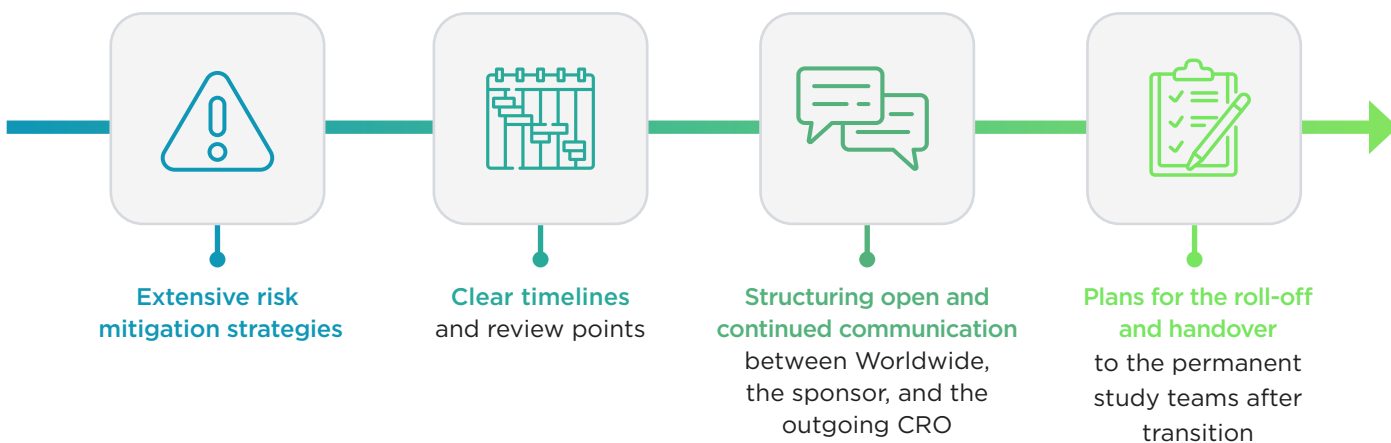 Extensive risk
mitigation strategies
Clear timelines
and review points
Structuring open and
continued communication
between Worldwide,
the sponsor, and the
outgoing CRO
Plans for the roll-off
and handover
to the permanent
study teams after
transition